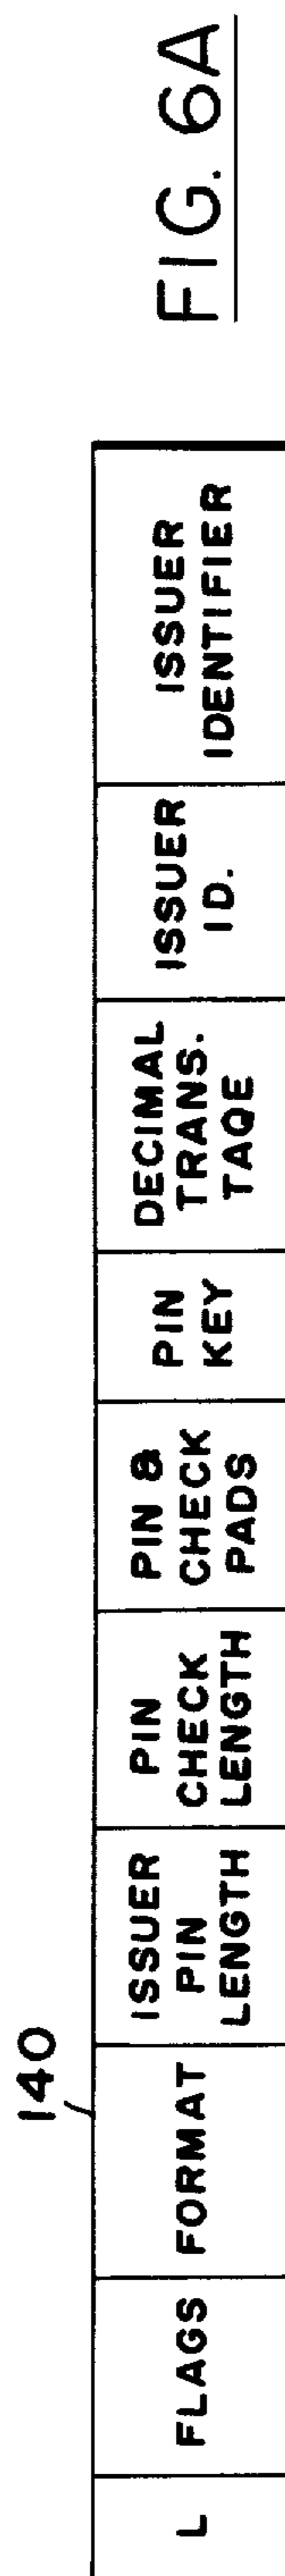 140
L
FLAGS
FORMAT
ISSUER
PIN
LENGTH
PIN
CHECK
LENGTH
PIN &
CHECK
PADS
PIN
KEY
DECIMAL
TRANS.
TAQE
ISSUER
ID.
ISSUER
IDENTIFIER
FIG. 6A